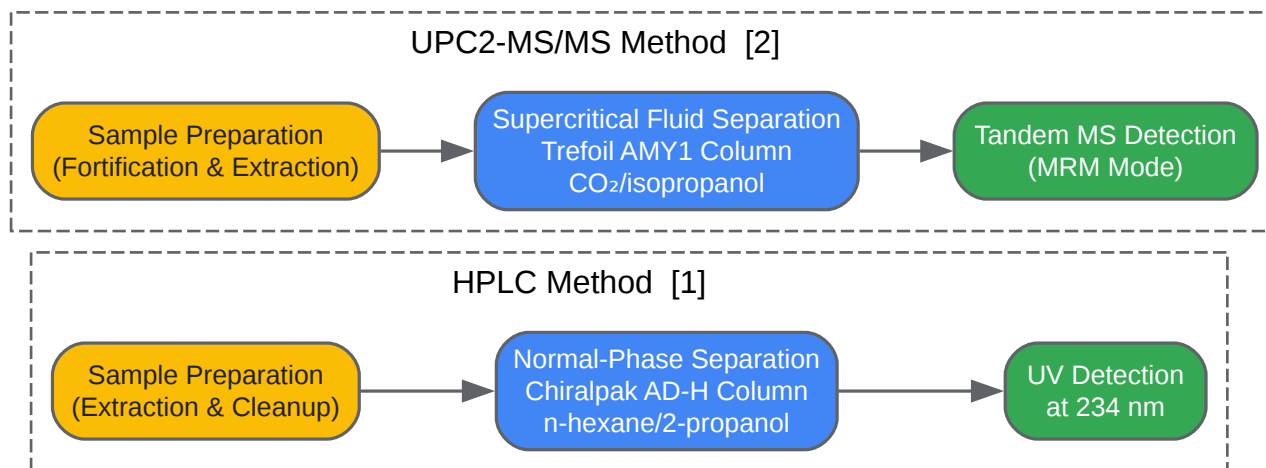 UPC2-MS/MS Method [2]
Sample Preparation
(Fortification & Extraction)
Supercritical Fluid Separation
Trefoil AMY1 Column
CO₂/isopropanol
Tandem MS Detection
(MRM Mode)
HPLC Method [1]
Sample Preparation
(Extraction & Cleanup)
Normal-Phase Separation
Chiralpak AD-H Column
n-hexane/2-propanol
UV Detection
at 234 nm